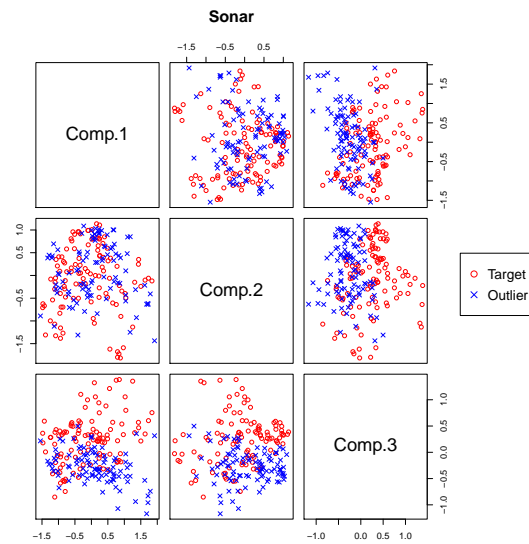 Sonar
−1.5 −0.5 0.5
Comp.1
−1.5 −0.5 0.5 1.5
−1.5 −0.5 0.5 1.0
Comp.2
Target
Outlier
Comp.3
−1.0 −0.5 0.0 0.5 1.0
−1.5 −0.5 0.5 1.5
−1.0 0.0 0.5 1.0